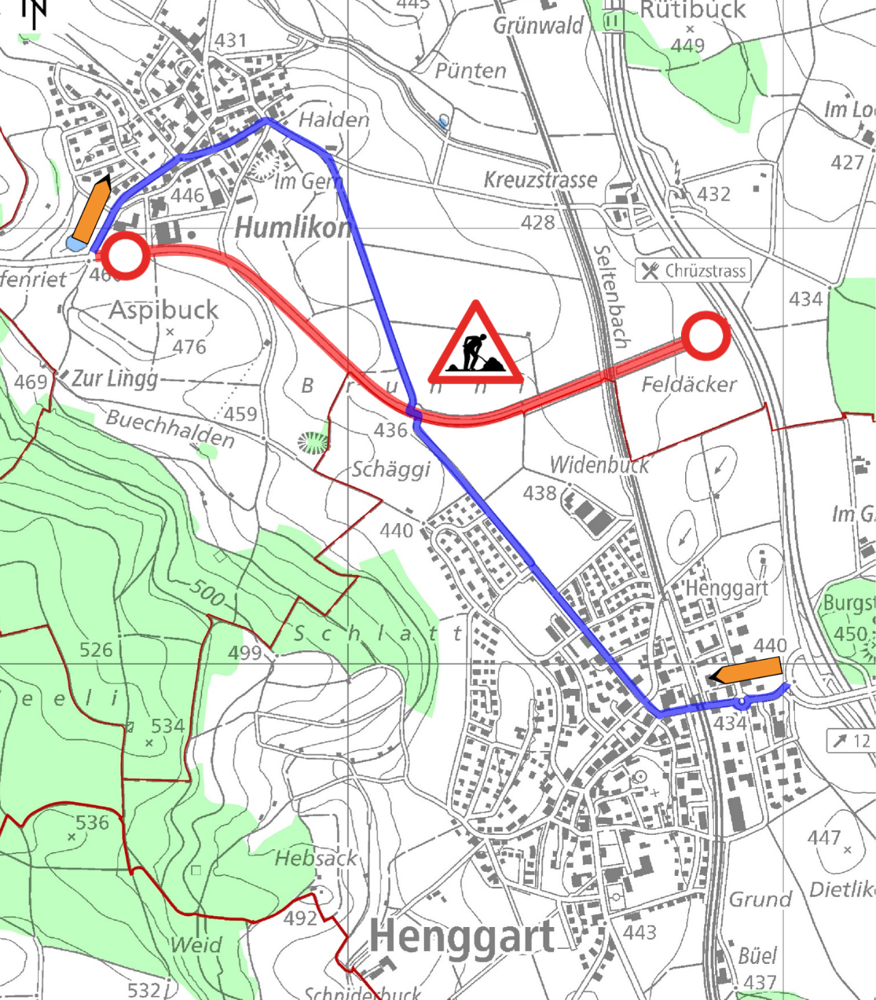 N
445
Rütibuck
Grünwald
449
431
Pünten
Im Lo
Halden
427
Kreuzstrasse
Im Gern
446
432
428
Humlikon
Seltenbach
Chrüzstrass
fenriet
434
Aspibuck
476
469
Zur Lingg
B r u n n i
Feldäcker
459
Buechhalden
436
Schäggi
Widenbuck
438
Im G
440
Henggart
500
Burgst
S c h l a t t
450
440
526
499
e e l i
534
434
12
536
447
Hebsack
Dietlik
Grund
492
Henggart
443
Weid
Büel
437
532
Schniderbuck